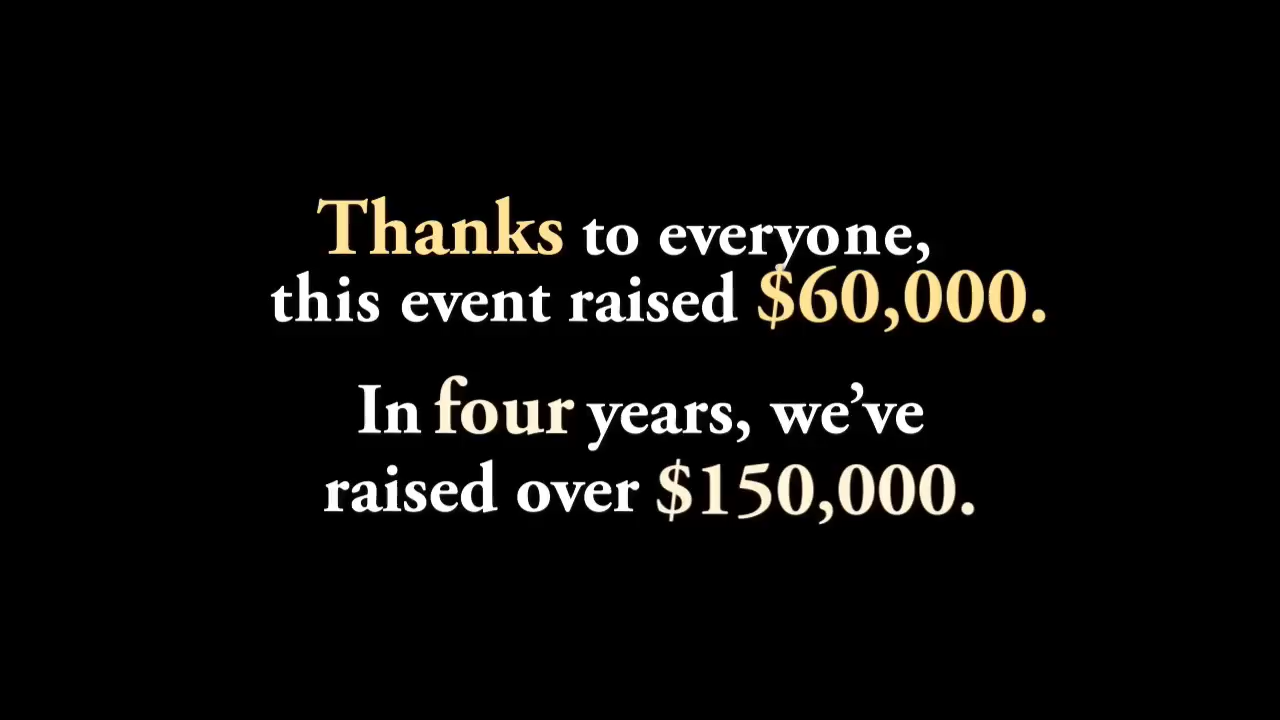 Thanks to everyone,
this event raised $60,000.
In four years, we’ve
raised over $150,000.